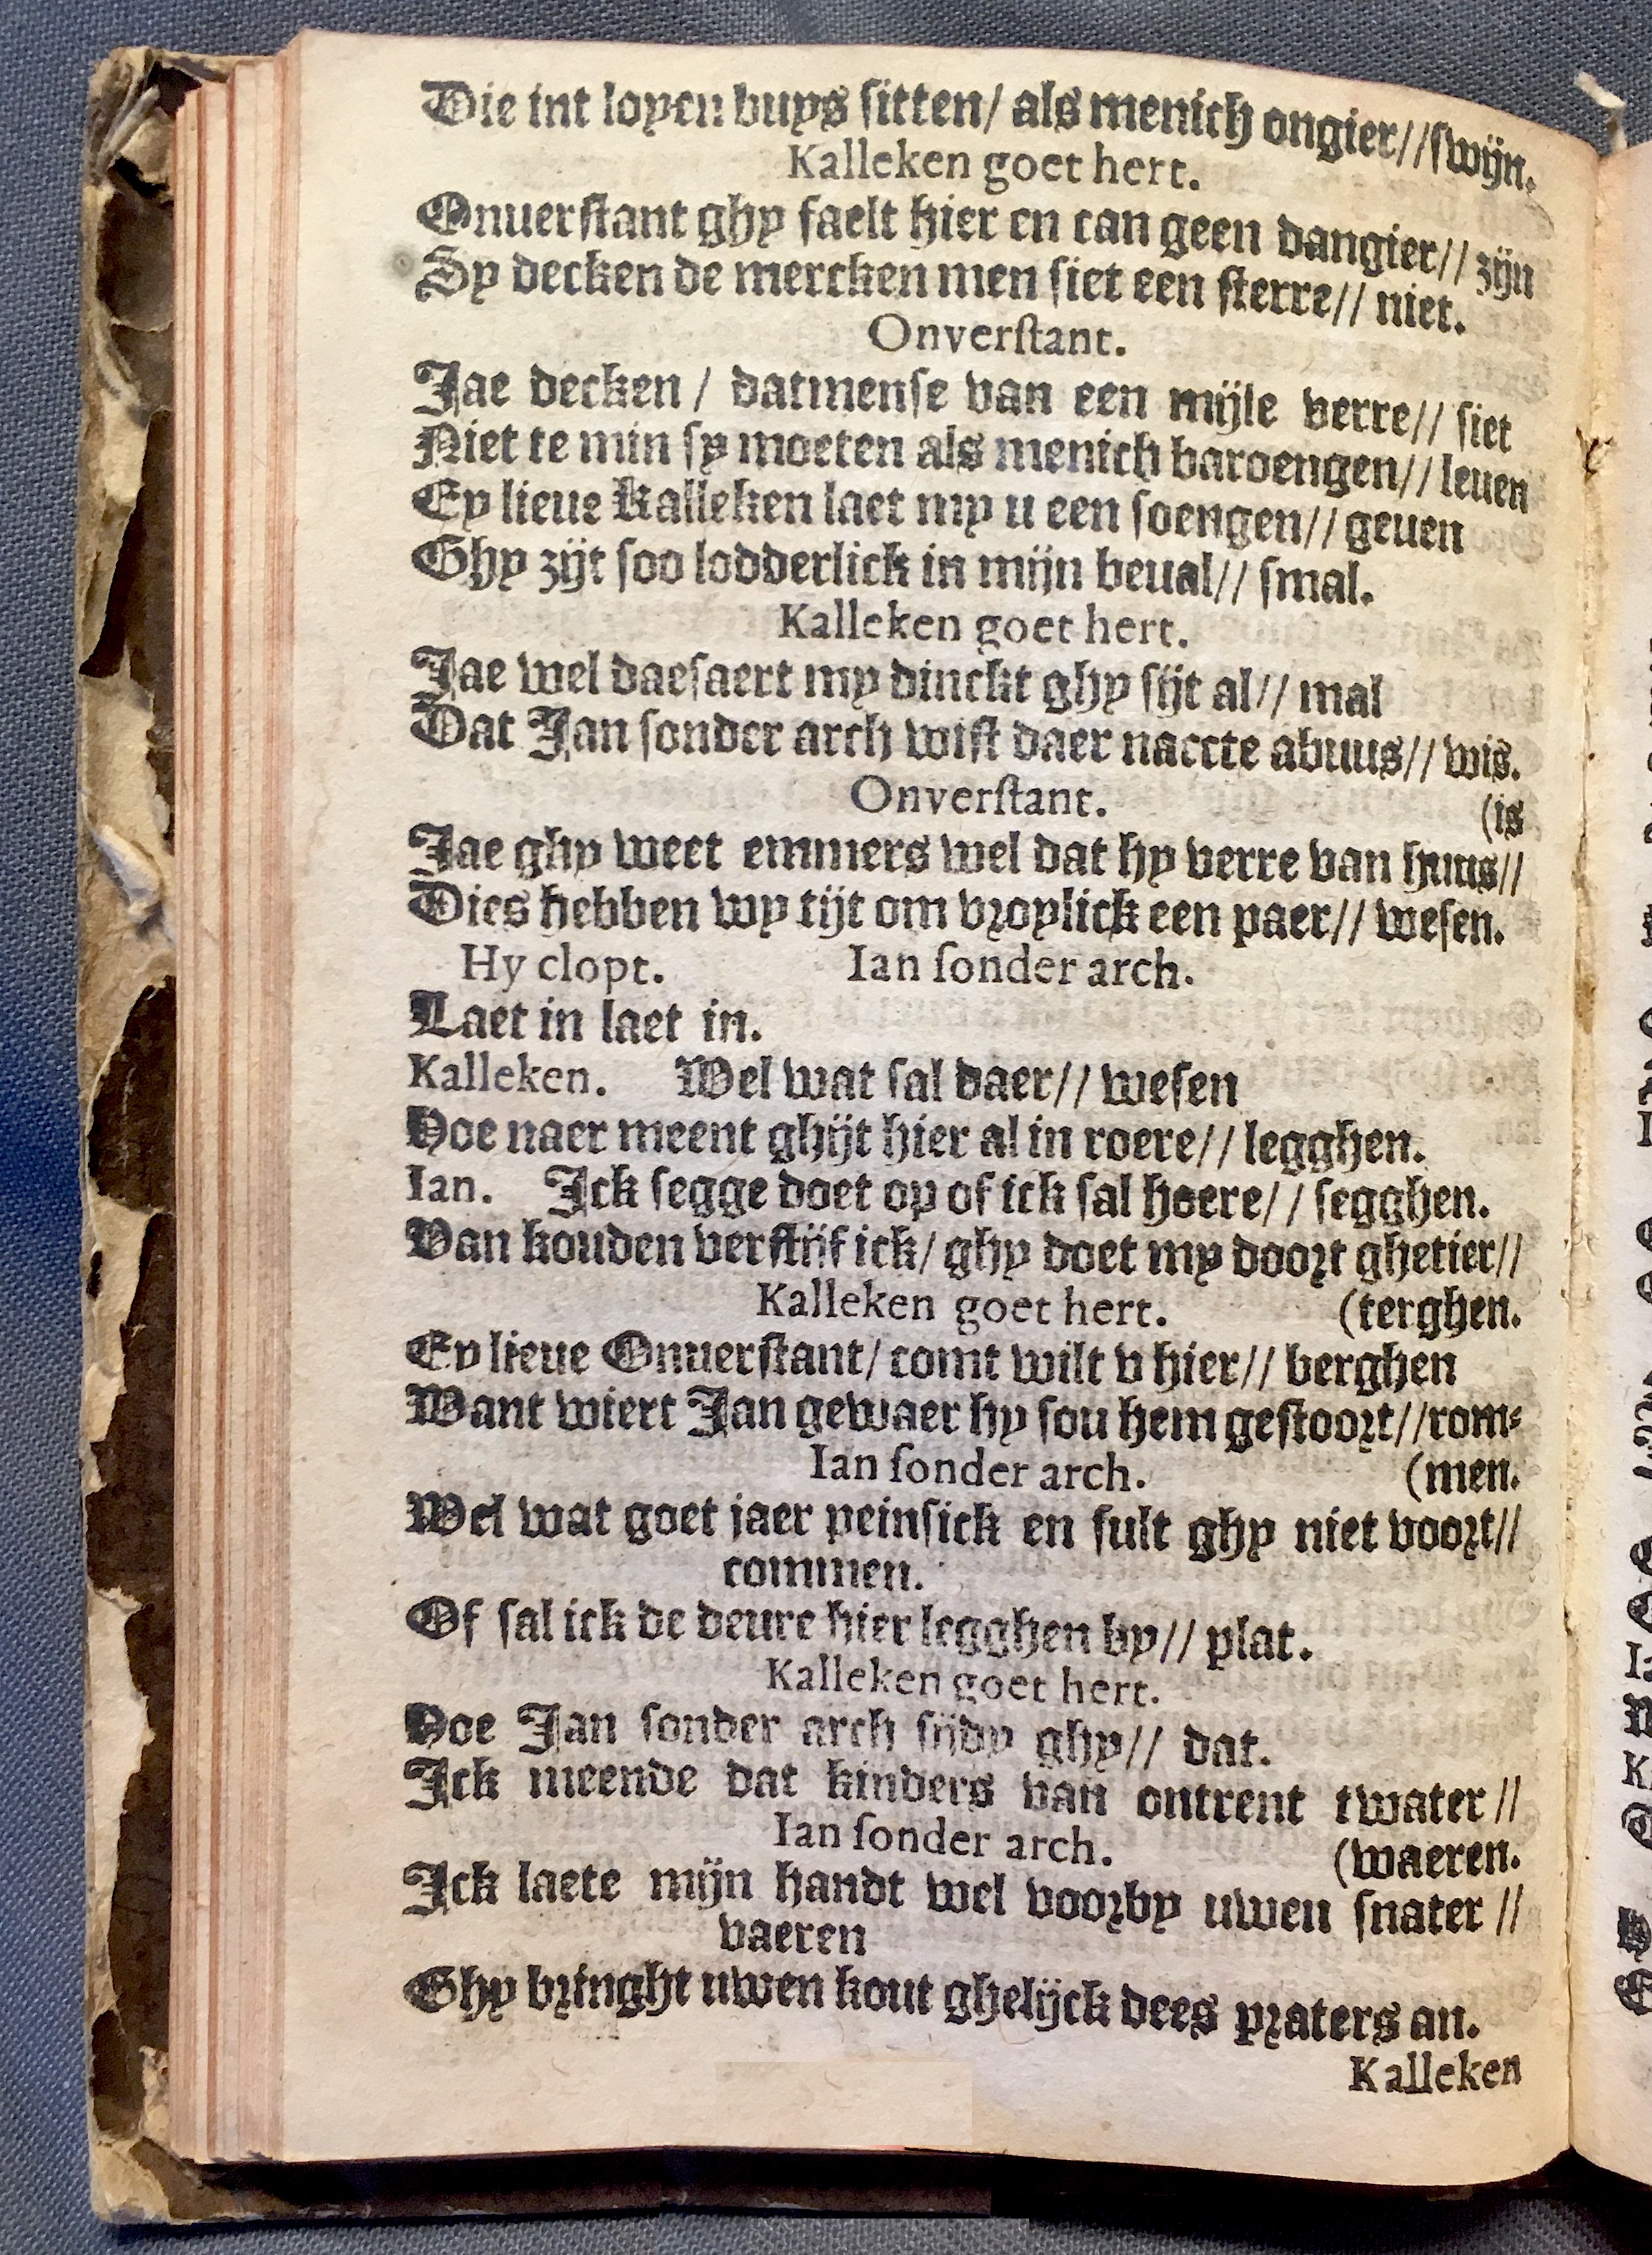 Die int loyen huys sitten/ als menich ongier//swijn.
Kalleken goet hert.
Onuerstant ghy faelt hier en can geen dangier// zijn
Sy decken de mercken men siet een sterre// niet.
Onverstant.
Jae decken / datmense van een mijle verre// siet
Niet te min sy moeten als menich baroengen// leuen
Ey lieue Kalleken laet my u een soengen// geuen
Ghy zijt soo lodderlick in mijn beual// smal.
Kalleken goet hert.
Jae wel daesaert my dinckt ghy sijt al// mal
Dat Jan sonder arch wist daer naccte abuus// wis.
Onverstant.
Jae ghy weet emmers wel dat hy verre van huus// (is
Dies hebben wy tijt om vroylick een paer// wesen.
Hy clopt. Ian sonder arch.
Laet in laet in.
Kalleken. Wel wat sal daer// wesen
Hoe naer meent ghijt hier al in roere// legghen.
Ian. Ick segge doet op of ick sal hoere// segghen.
Van kouden verstijf ick/ ghy doet my doort ghetier//
Kalleken goet hert. (terghen.
Ey lieue Onuerstant/ comt wilt v hier// berghen
Want wiert Jan gewaer hy sou hem gestoort//rom-
Ian sonder arch. (men.
Wel wat goet jaer peinsick en sult ghy niet voort//
commen.
Of sal ick de deure hier legghen by// plat.
Kalleken goet hert.
Hoe Jan sonder arch sijdy ghy// dat.
Ick meende dat kinders van ontrent twater //
Ian sonder arch. (waeren.
Ick laete mijn handt wel voorby uwen snater //
vaeren
Ghy bringht uwen kout ghelijck dees praters an.
Kalleken